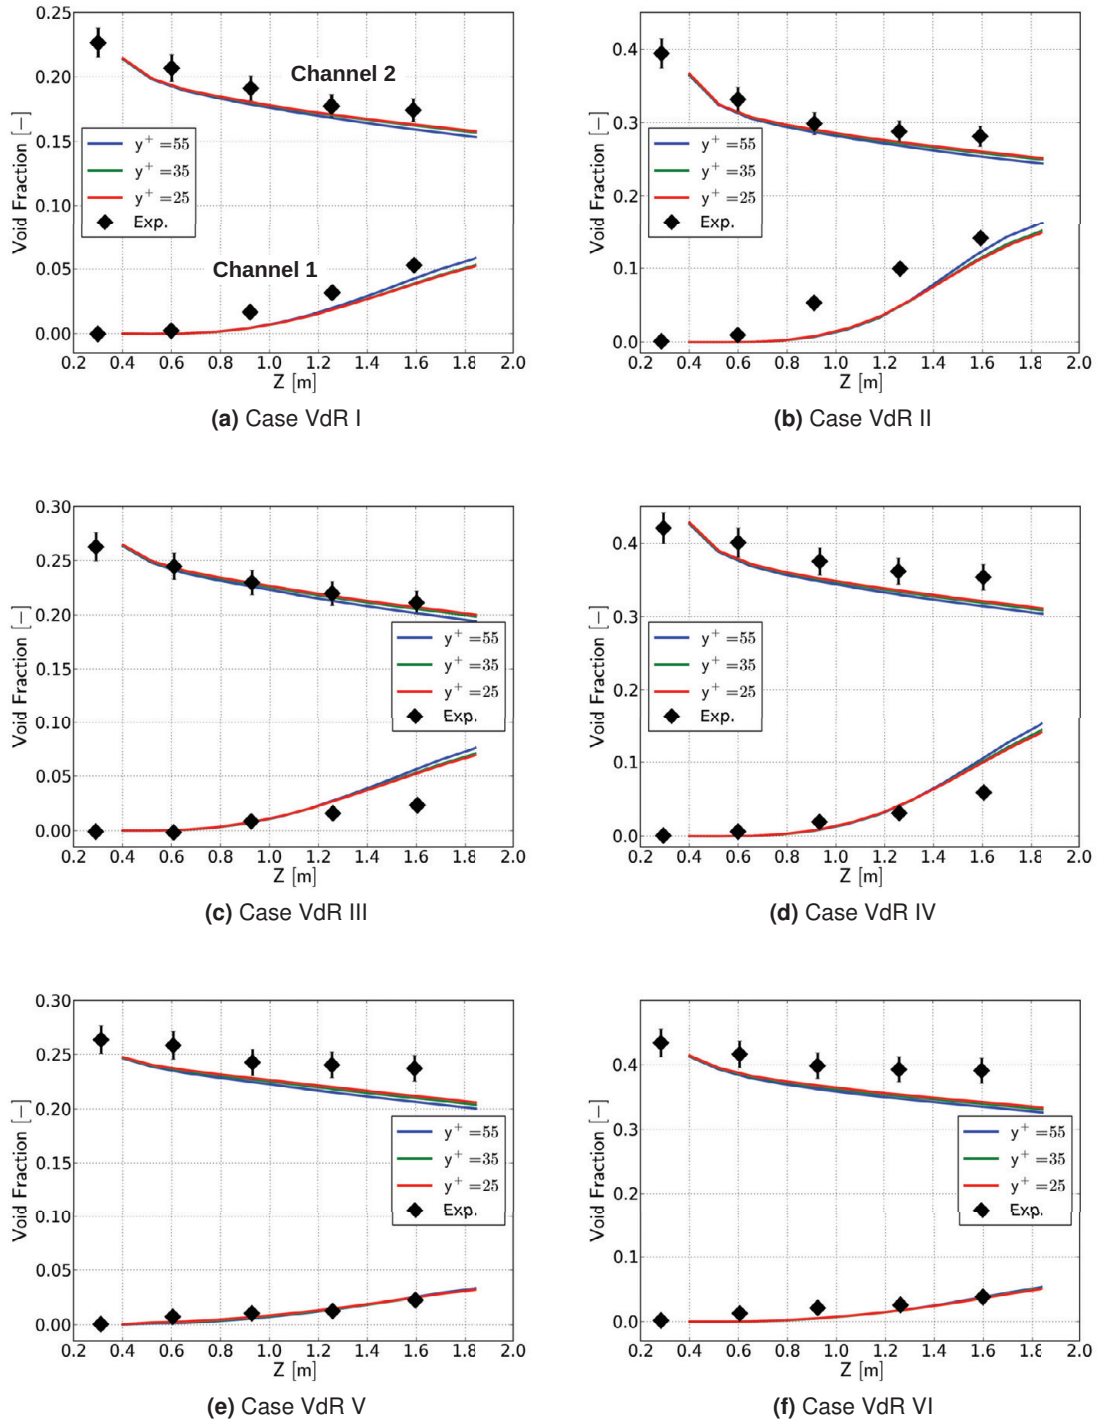 0.25
0.20
0.15
0.10
0.05
0.00
Void Fraction [−]
Channel 2
y+ =55
y+ =35
y+ =25
Exp.
Channel 1
0.2 0.4 0.6 0.8 1.0 1.2 1.4 1.6 1.8 2.0
Z [m]
(a) Case VdR I
0.4
0.3
0.2
0.1
0.0
Void Fraction [−]
y+ =55
y+ =35
y+ =25
Exp.
0.2 0.4 0.6 0.8 1.0 1.2 1.4 1.6 1.8 2.0
Z [m]
(b) Case VdR II
0.30
0.25
0.20
0.15
0.10
0.05
0.00
Void Fraction [−]
y+ =55
y+ =35
y+ =25
Exp.
0.2 0.4 0.6 0.8 1.0 1.2 1.4 1.6 1.8 2.0
Z [m]
(c) Case VdR III
0.4
0.3
0.2
0.1
0.0
Void Fraction [−]
y+ =55
y+ =35
y+ =25
Exp.
0.2 0.4 0.6 0.8 1.0 1.2 1.4 1.6 1.8 2.0
Z [m]
(d) Case VdR IV
0.30
0.25
0.20
0.15
0.10
0.05
0.00
Void Fraction [−]
y+ =55
y+ =35
y+ =25
Exp.
0.2 0.4 0.6 0.8 1.0 1.2 1.4 1.6 1.8 2.0
Z [m]
(e) Case VdR V
0.4
0.3
0.2
0.1
0.0
Void Fraction [−]
y+ =55
y+ =35
y+ =25
Exp.
0.2 0.4 0.6 0.8 1.0 1.2 1.4 1.6 1.8 2.0
Z [m]
(f) Case VdR VI